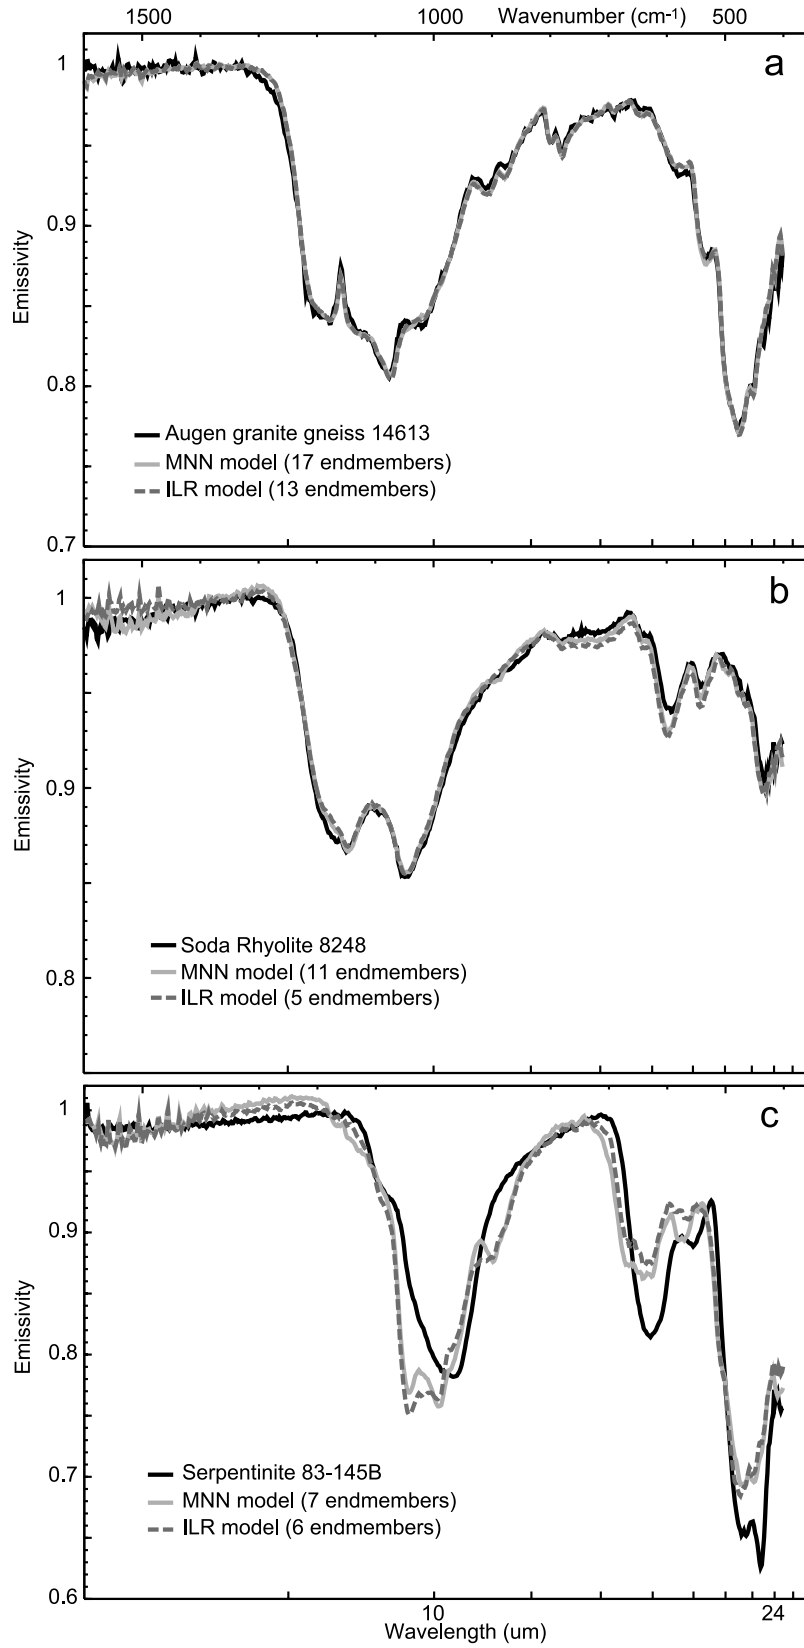 1500 1000 Wavenumber (cm-1) 500
a
1
0.9
0.8
0.7
Emissivity
Augen granite gneiss 14613
MNN model (17 endmembers)
ILR model (13 endmembers)
b
1
0.9
0.8
Emissivity
Soda Rhyolite 8248
MNN model (11 endmembers)
ILR model (5 endmembers)
c
1
0.9
0.8
0.7
0.6
Emissivity
Serpentinite 83-145B
MNN model (7 endmembers)
ILR model (6 endmembers)
10 24
Wavelength (um)